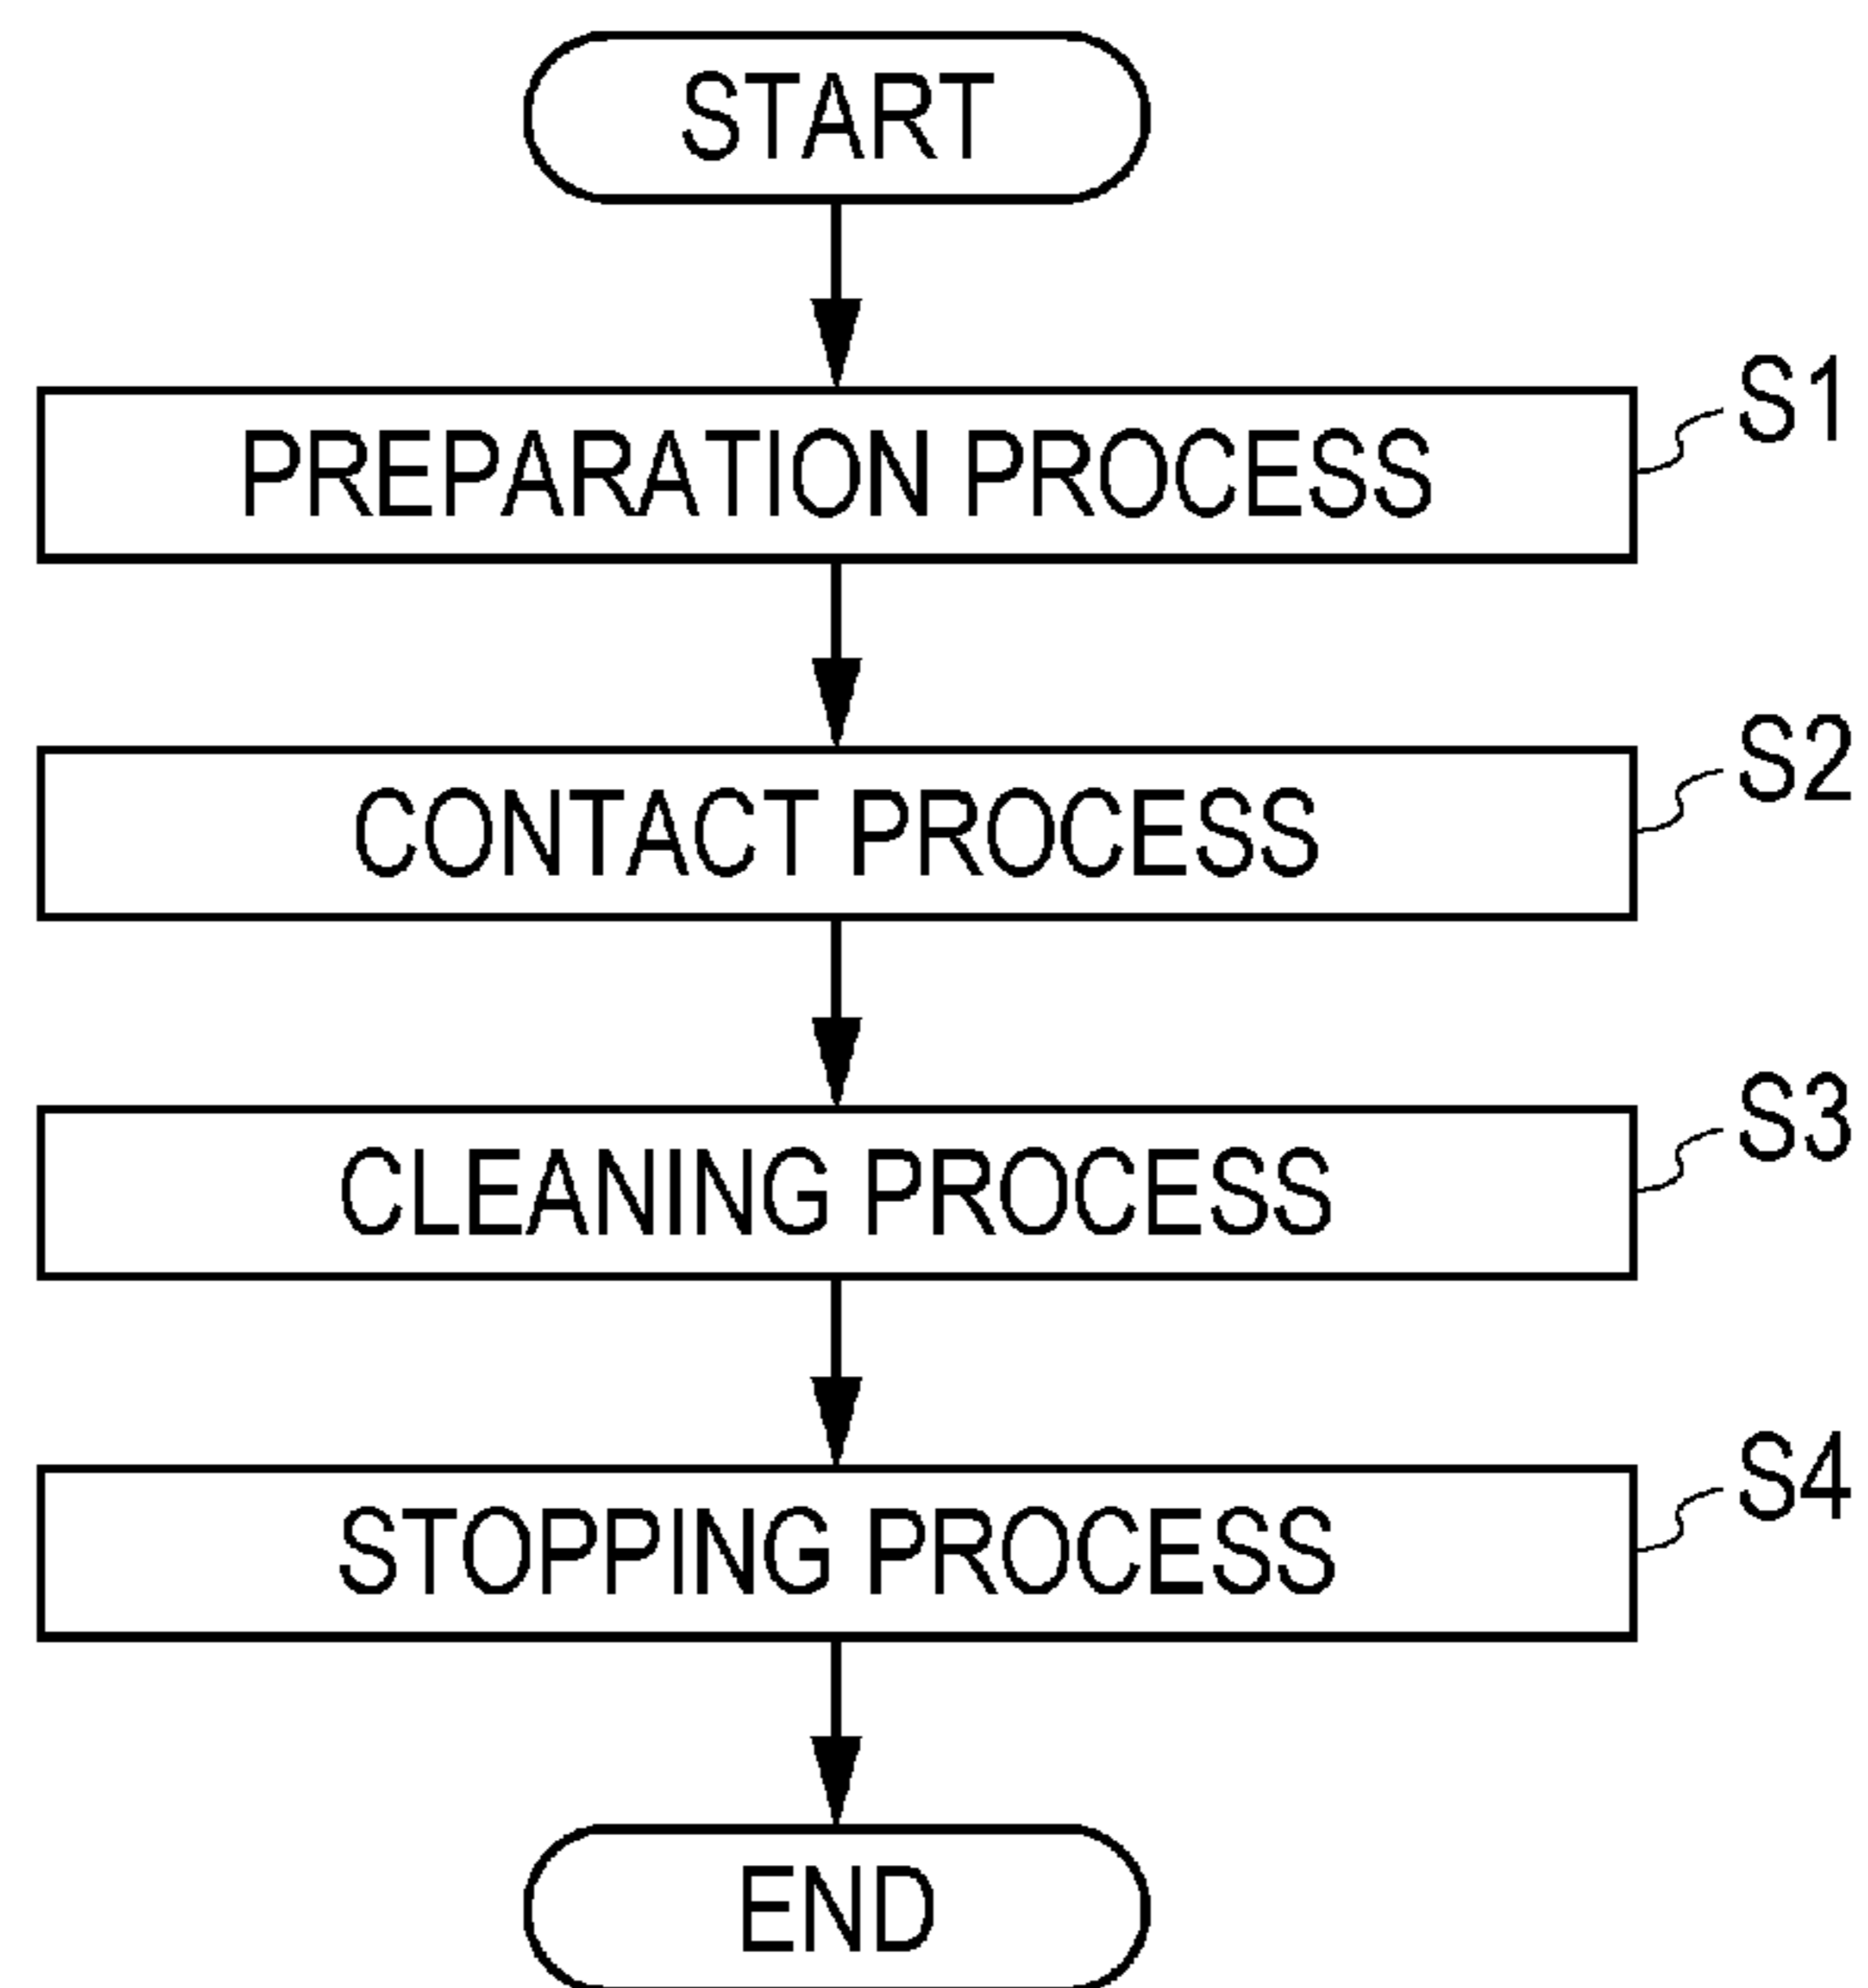 START
PREPARATION PROCESS
S1
CONTACT PROCESS
S2
CLEANING PROCESS
S3
STOPPING PROCESS
S4
END